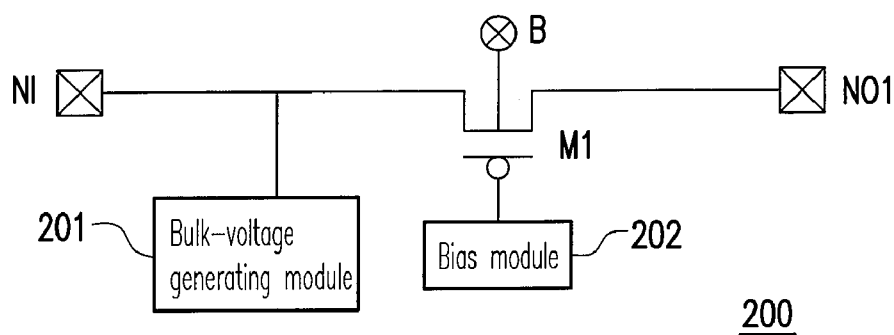 B
NI
NO1
M1
201
Bulk-voltage
generating module
Bias module
202
200